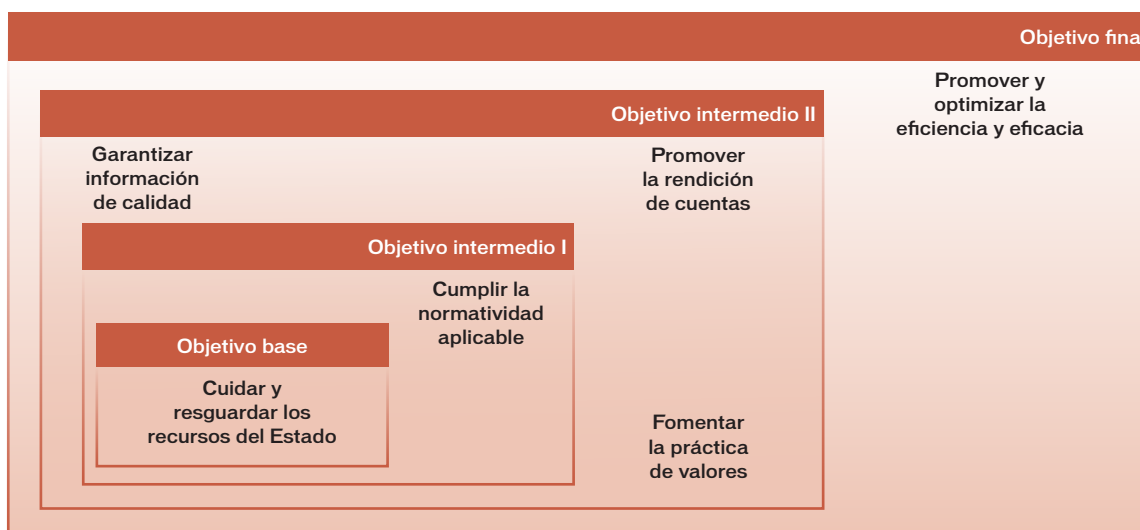 Objetivo fina
Promover y
optimizar la
eficiencia y eficacia
Objetivo intermedio II
Garantizar
información
de calidad
Promover
la rendición
de cuentas
Objetivo intermedio I
Cumplir la
normatividad
aplicable
Objetivo base
Cuidar y
resguardar los
recursos del Estado
Fomentar
la práctica
de valores